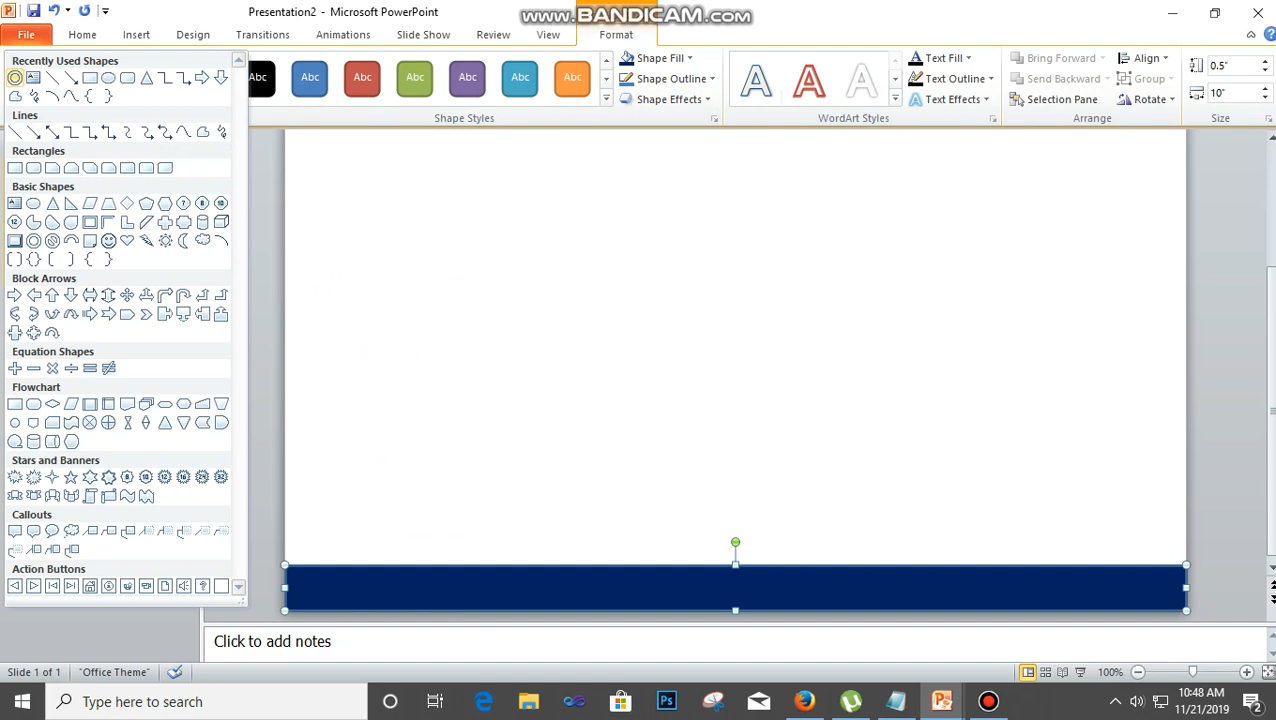 Presentation2 - Microsoft PowerPoint
www.BANDICAM.com
File Home Insert Design Transitions Animations Slide Show Review View Format
Recently Used Shapes
Lines
Rectangles
Basic Shapes
Block Arrows
Equation Shapes
Flowchart
Stars and Banners
Callouts
Action Buttons
Abc Abc Abc Abc Abc Abc Abc
Shape Fill
Shape Outline
Shape Effects
Shape Styles
A A A
Text Fill
Text Outline
Text Effects
WordArt Styles
Bring Forward
Send Backward
Selection Pane
Align
Group
Rotate
Arrange
0.5"
10"
Size
Click to add notes
Slide 1 of 1 "Office Theme" 100%
Type here to search
Ps
10:48 AM
11/21/2019
2